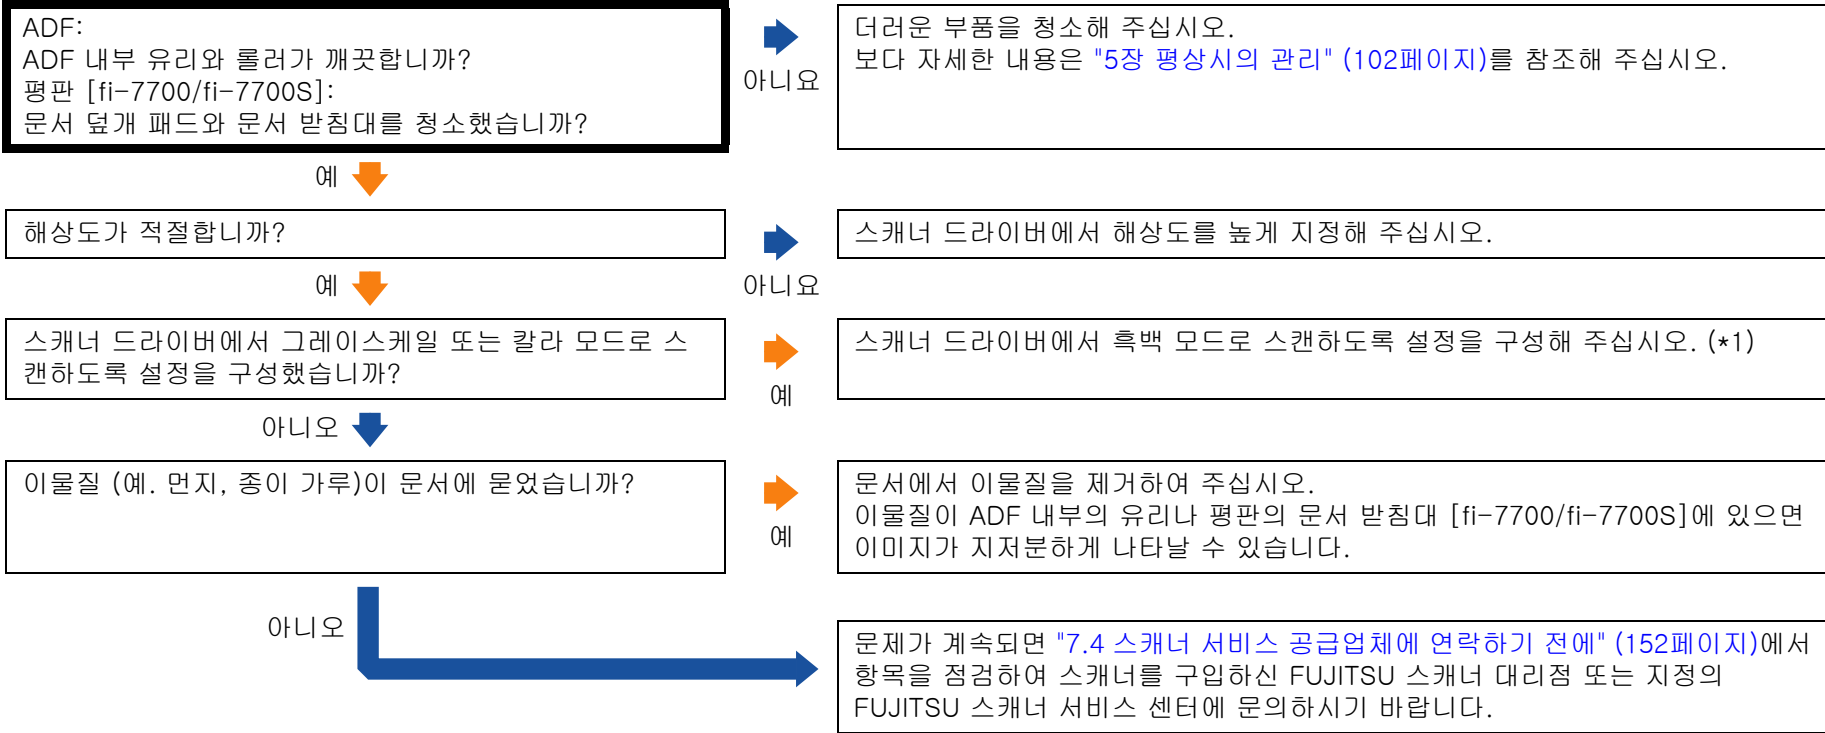 ADF:
ADF 내부 유리와 롤러가 깨끗합니까?
평판 [fi-7700/fi-7700S]:
문서 덮개 패드와 문서 받침대를 청소했습니까?
아니요
더러운 부품을 청소해 주십시오.
보다 자세한 내용은 "5장 평상시의 관리" (102페이지)를 참조해 주십시오.
예
해상도가 적절합니까?
아니요
스캐너 드라이버에서 해상도를 높게 지정해 주십시오.
예
스캐너 드라이버에서 그레이스케일 또는 칼라 모드로 스
캔하도록 설정을 구성했습니까?
예
스캐너 드라이버에서 흑백 모드로 스캔하도록 설정을 구성해 주십시오. (*1)
아니오
이물질 (예. 먼지, 종이 가루)이 문서에 묻었습니까?
예
문서에서 이물질을 제거하여 주십시오.
이물질이 ADF 내부의 유리나 평판의 문서 받침대 [fi-7700/fi-7700S]에 있으면
이미지가 지저분하게 나타날 수 있습니다.
아니오
문제가 계속되면 "7.4 스캐너 서비스 공급업체에 연락하기 전에" (152페이지)에서
항목을 점검하여 스캐너를 구입하신 FUJITSU 스캐너 대리점 또는 지정의
FUJITSU 스캐너 서비스 센터에 문의하시기 바랍니다.